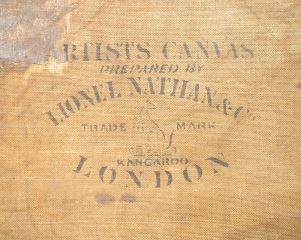 ARTISTS CANVAS
PREPARED BY
LIONEL NATHAN & Co
TRADE MARK
KANGAROO
LONDON